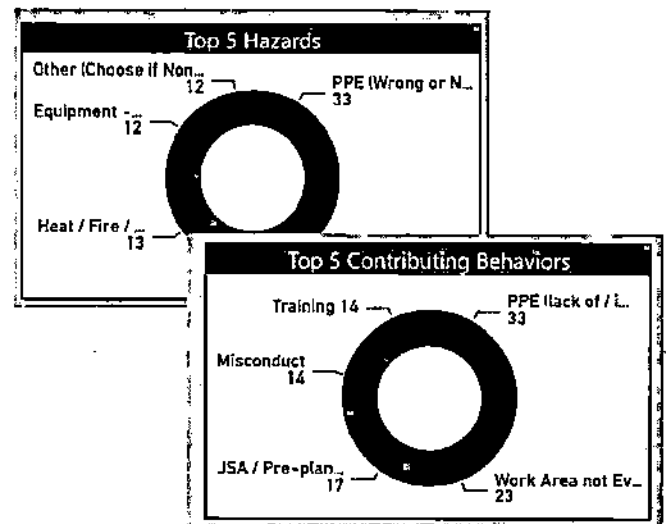 Top 5 Hazards
Other (Choose if Non...
12
PPE (Wrong or N...
33
Equipment -...
12
Heat / Fire / ...
13
Top 5 Contributing Behaviors
Training 14
PPE (lack of / i...
33
Misconduct
14
JSA / Pre-plan...
17
Work Area not Ev...
23